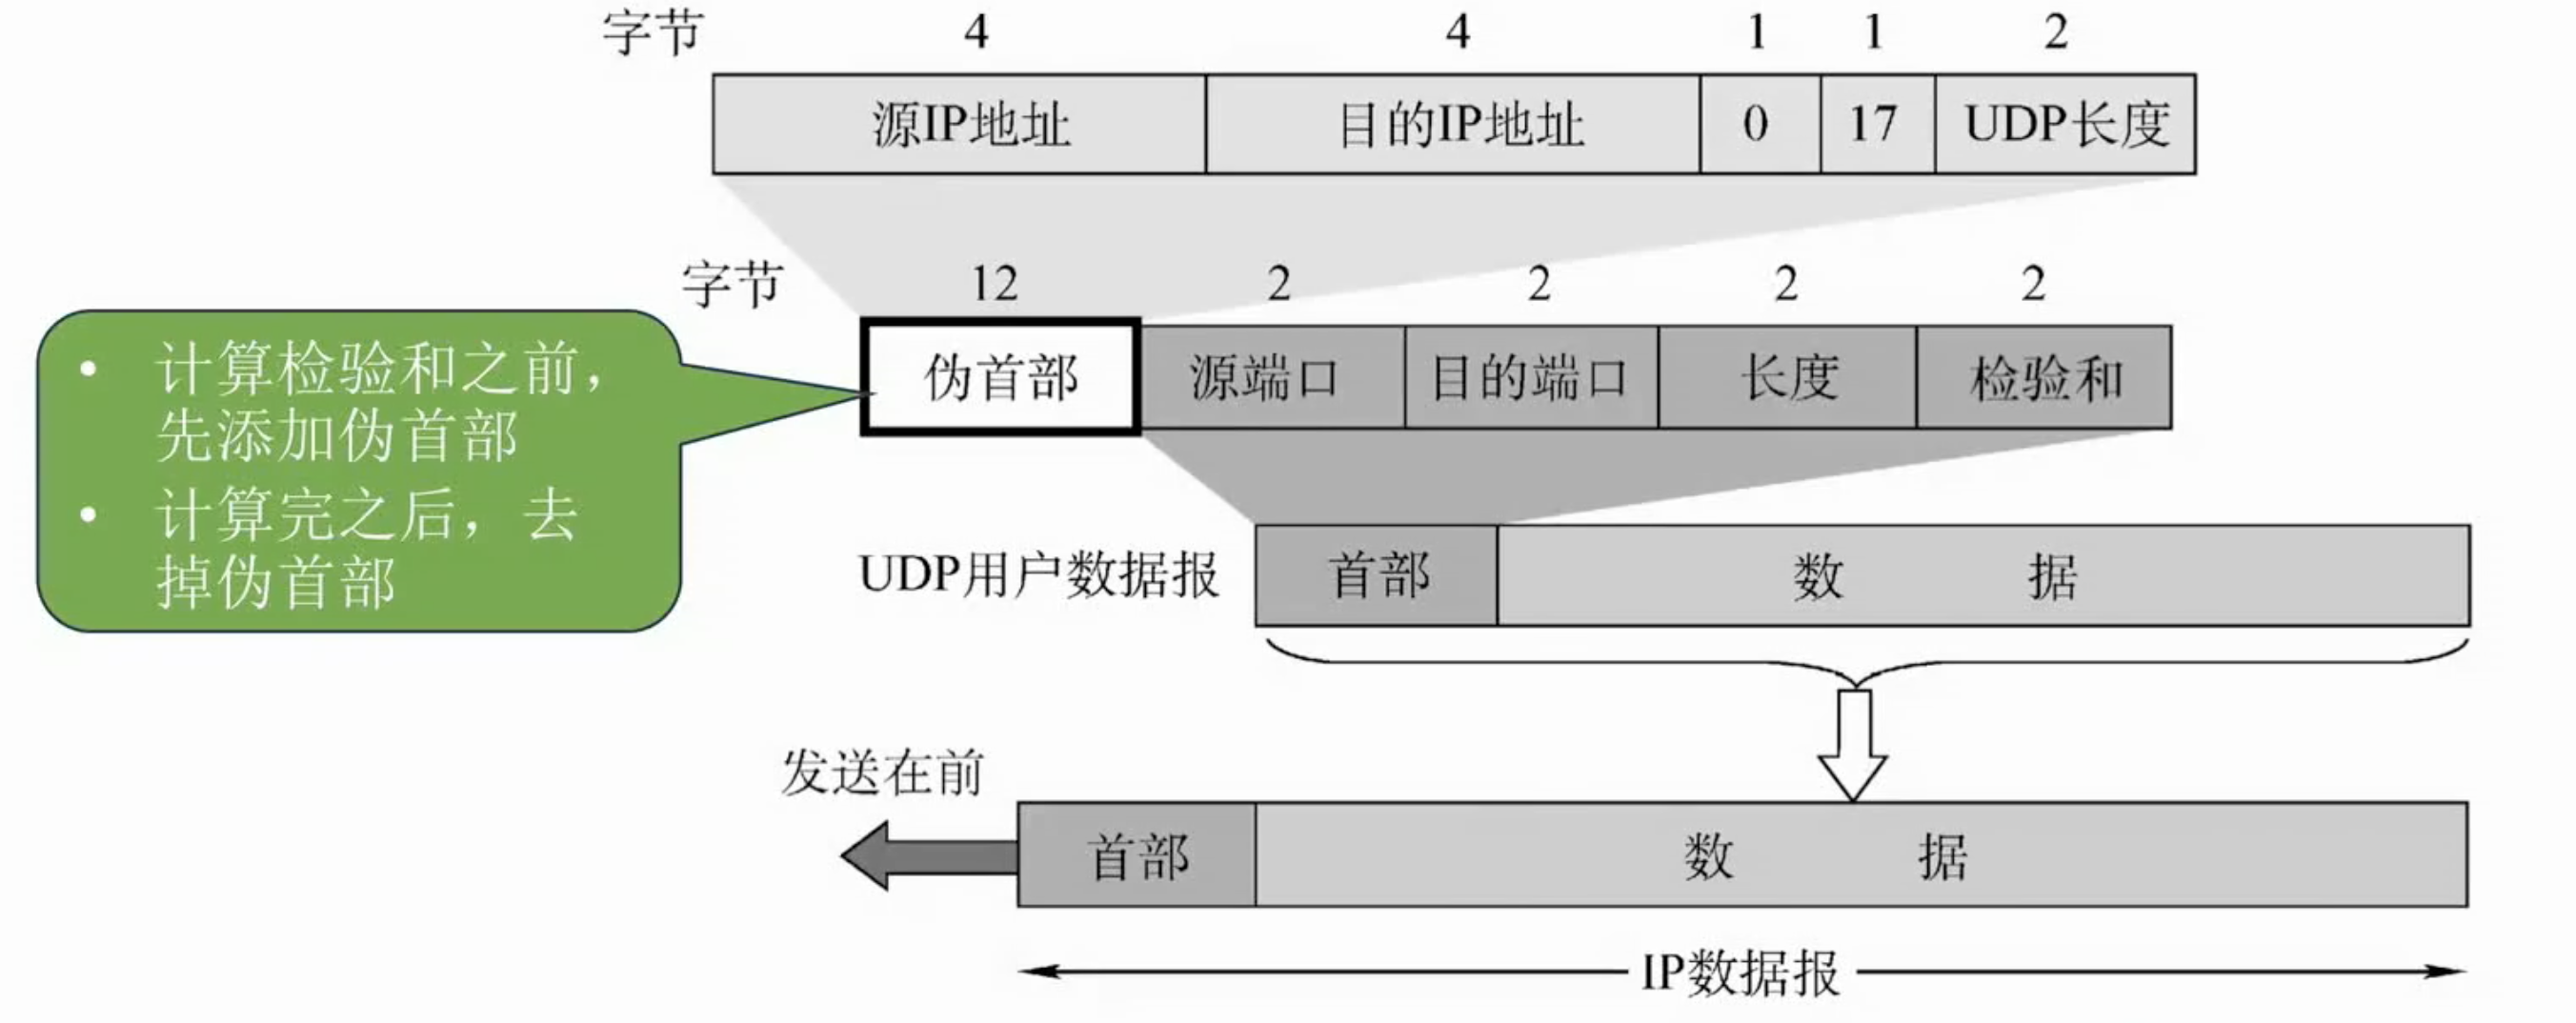 字节 4 4 1 1 2
源IP地址 目的IP地址 0 17 UDP长度
字节 12 2 2 2 2
伪首部 源端口 目的端口 长度 检验和
• 计算检验和之前，
先添加伪首部
• 计算完之后，去
掉伪首部
UDP用户数据报 首部 数 据
发送在前
首部 数 据
IP数据报